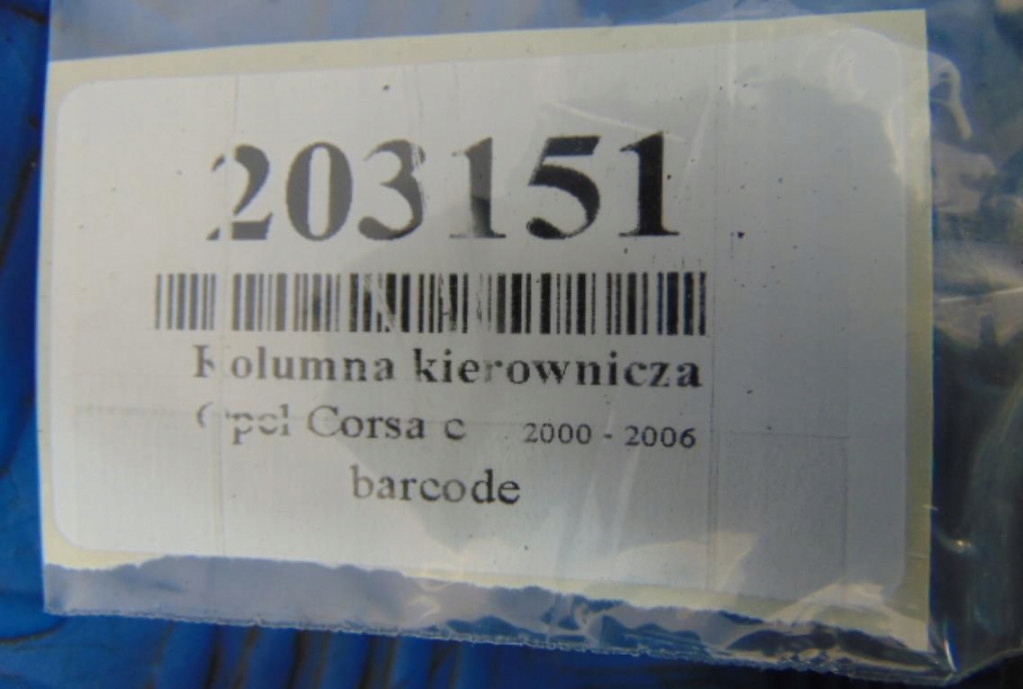 203151
Kolumna kierownicza
Opel Corsa c 2000 - 2006
barcode